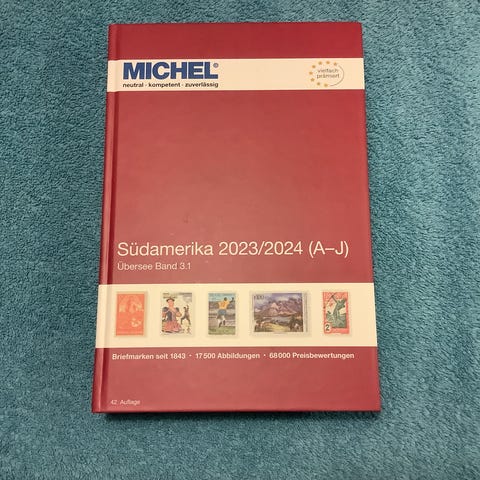 MICHEL®
neutral · kompetent · zuverlässig
vielfach
prämiert
Südamerika 2023/2024 (A–J)
Übersee Band 3.1
Briefmarken seit 1843 · 17 500 Abbildungen · 68 000 Preisbewertungen
42. Auflage